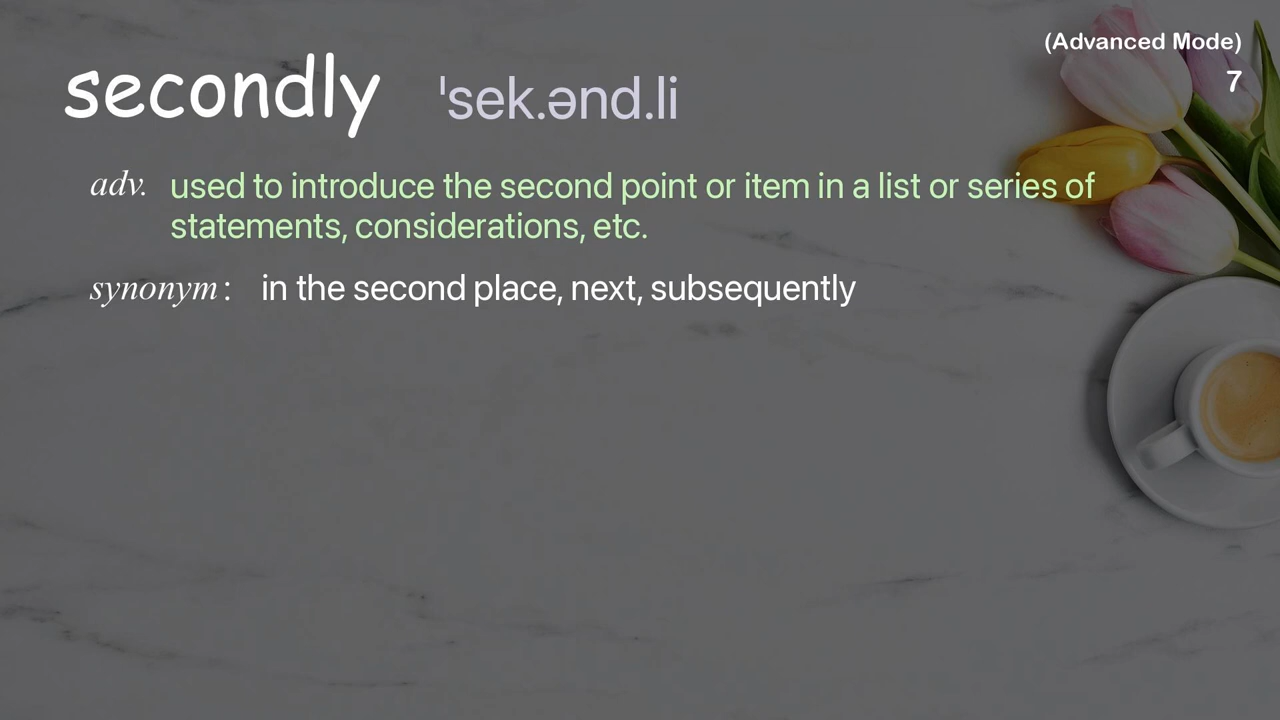 (Advanced Mode)
7
secondly ˈsek.ənd.li
adv. used to introduce the second point or item in a list or series of
statements, considerations, etc.
synonym : in the second place, next, subsequently